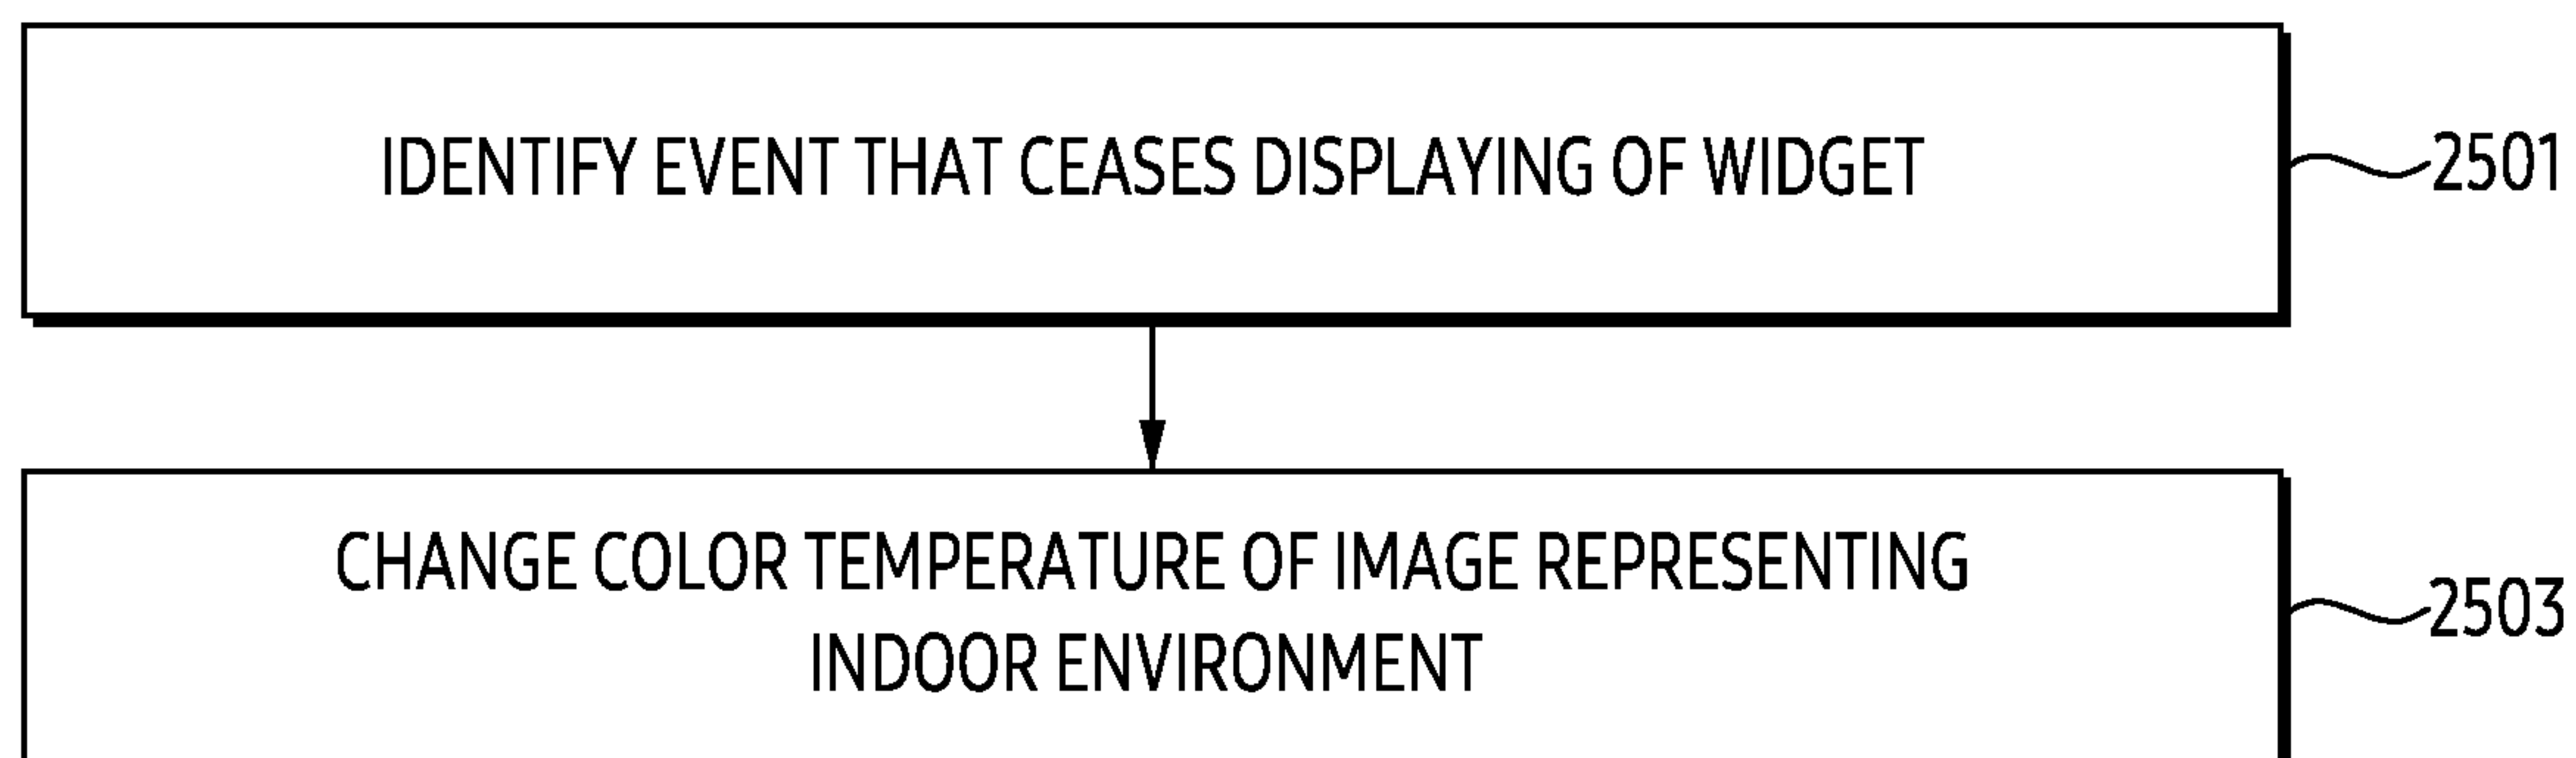 IDENTIFY EVENT THAT CEASES DISPLAYING OF WIDGET
2501
CHANGE COLOR TEMPERATURE OF IMAGE REPRESENTING
INDOOR ENVIRONMENT
2503